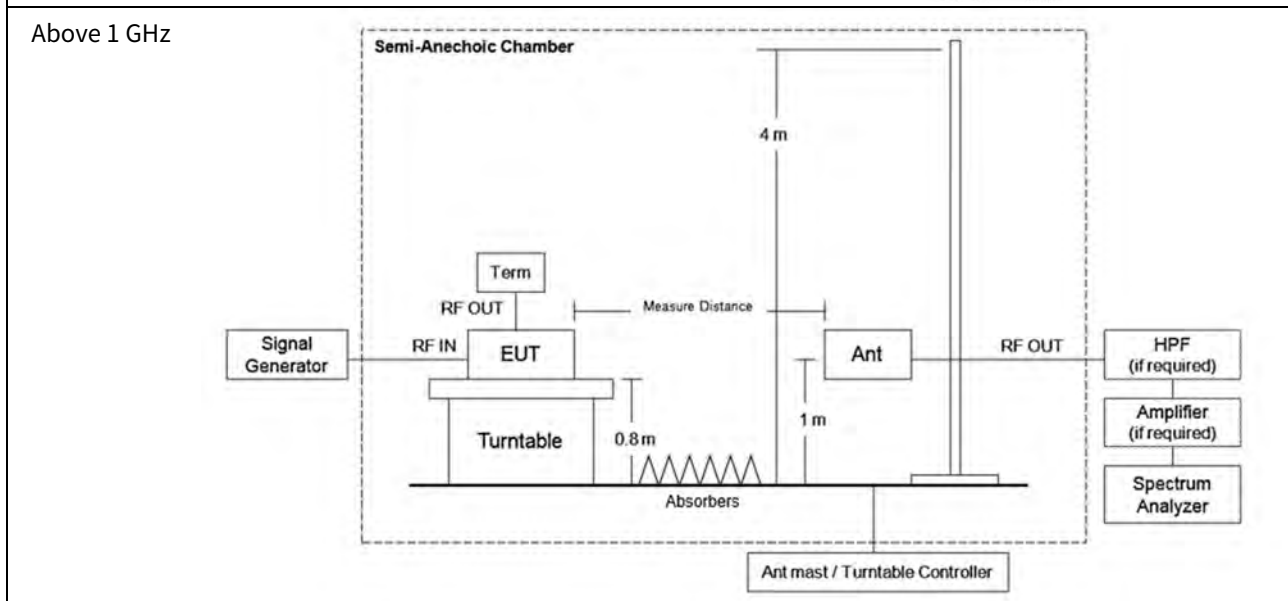 Above 1 GHz
Semi-Anechoic Chamber
4 m
Term
RF OUT
Measure Distance
Signal
Generator
RF IN
EUT
Ant
RF OUT
HPF
(if required)
1 m
Turntable
0.8 m
Amplifier
(if required)
Absorbers
Spectrum
Analyzer
Ant mast / Turntable Controller